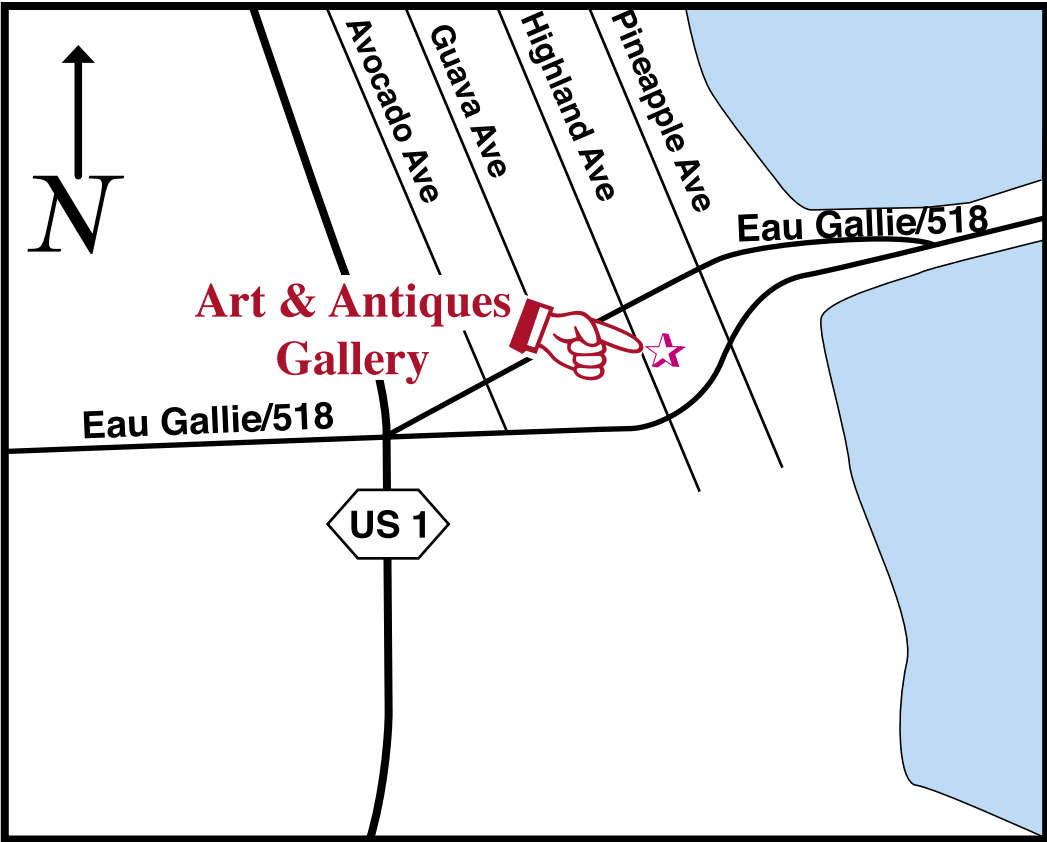 Avocado Ave
Guava Ave
Highland Ave
Pineapple Ave
N
Eau Gallie/518
Art & Antiques
Gallery
Eau Gallie/518
US 1